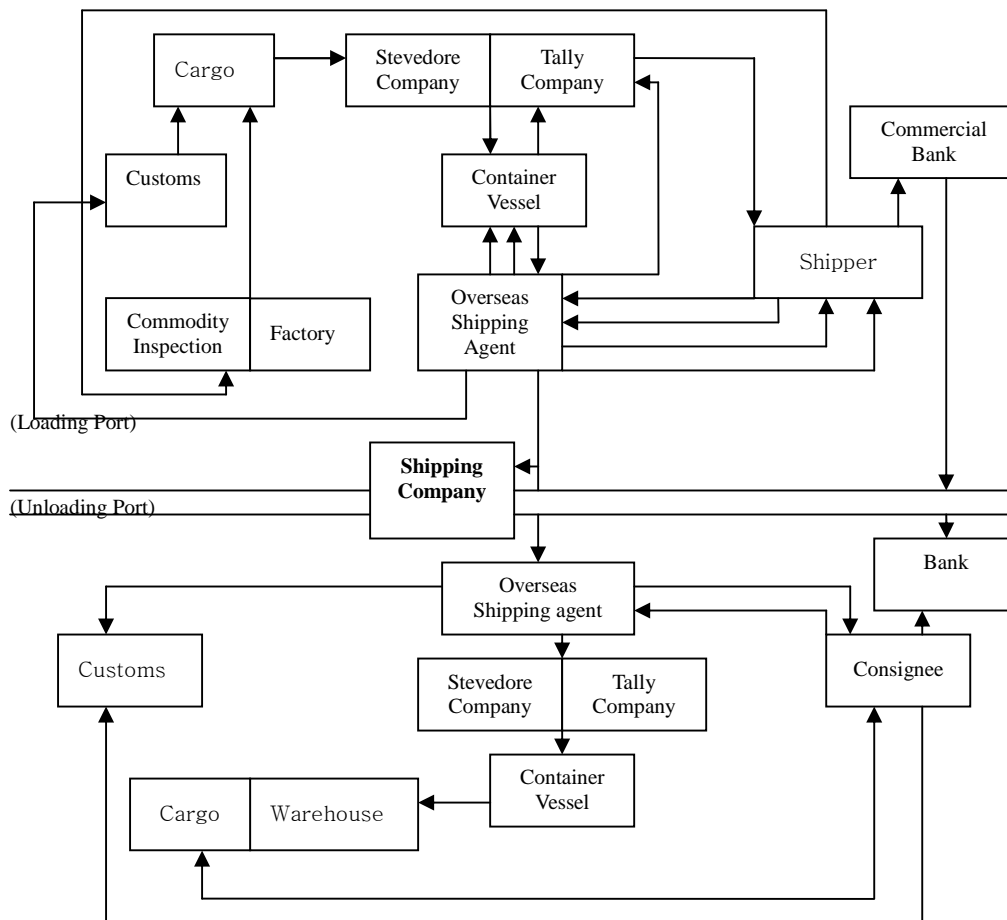 Cargo
Stevedore
Company
Tally
Company
Commercial
Bank
Customs
Container
Vessel
Shipper
Commodity
Inspection
Factory
Overseas
Shipping
Agent
(Loading Port)
Shipping
Company
(Unloading Port)
Bank
Overseas
Shipping agent
Customs
Consignee
Stevedore
Company
Tally
Company
Container
Vessel
Cargo
Warehouse